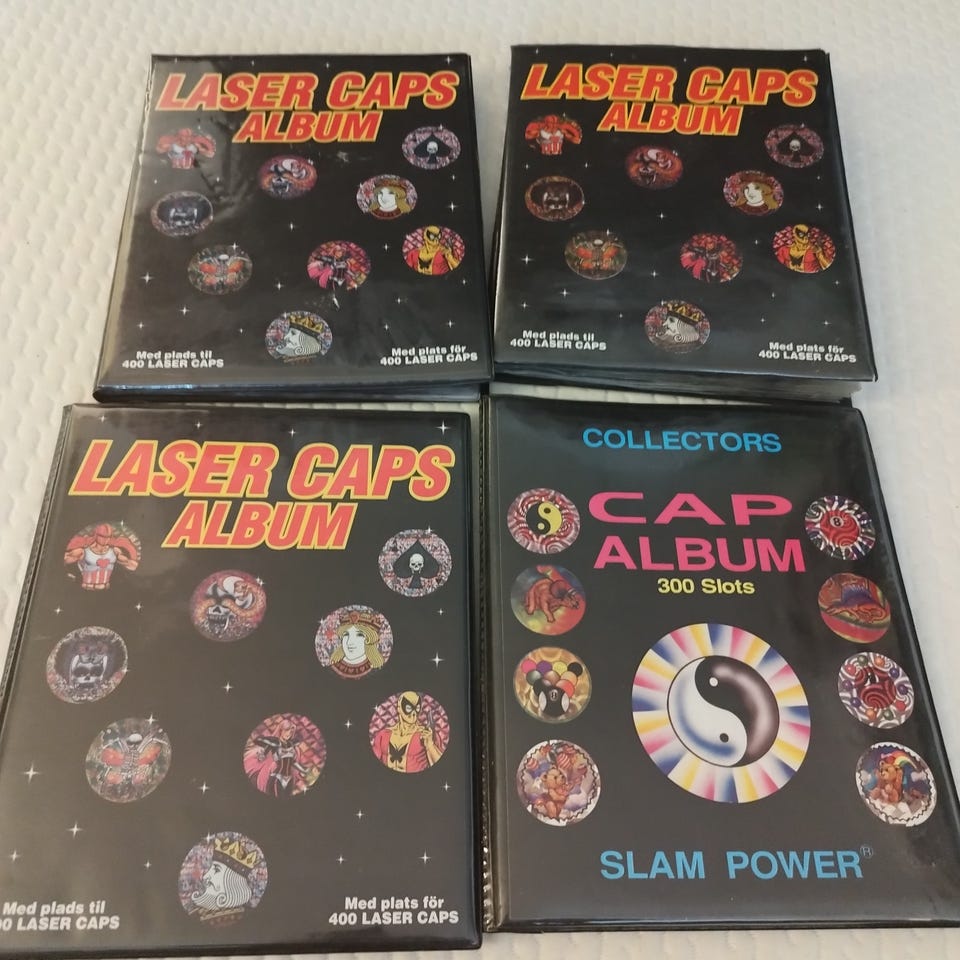 LASER CAPS
ALBUM
Med plads til
400 LASER CAPS
Med plats för
400 LASER CAPS
LASER CAPS
ALBUM
Med plads til
400 LASER CAPS
Med plats för
400 LASER CAPS
LASER CAPS
ALBUM
Med plads til
00 LASER CAPS
Med plats för
400 LASER CAPS
COLLECTORS
CAP
ALBUM
300 Slots
8
SLAM POWER®